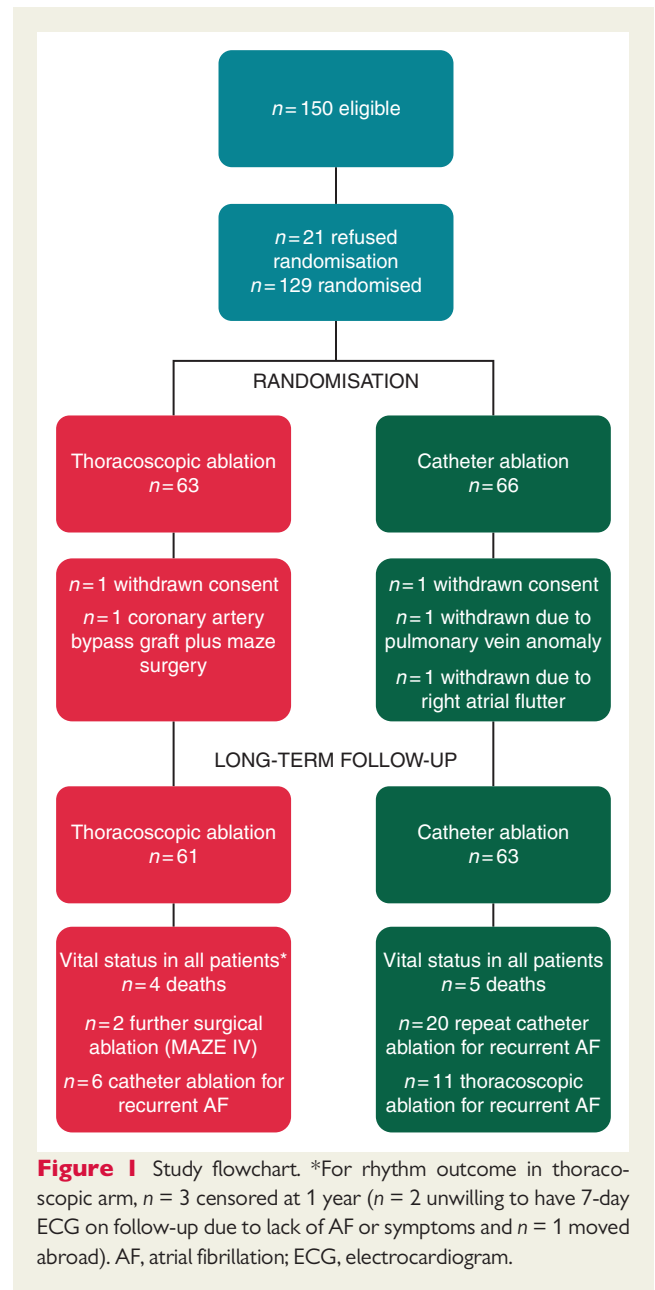 n=150 eligible
n=21 refused
randomisation
n=129 randomised
RANDOMISATION
Thoracoscopic ablation
n=63
Catheter ablation
n=66
n=1 withdrawn consent
n=1 coronary artery
bypass graft plus maze
surgery
n=1 withdrawn consent
n=1 withdrawn due to
pulmonary vein anomaly
n=1 withdrawn due to
right atrial flutter
LONG-TERM FOLLOW-UP
Thoracoscopic ablation
n=61
Catheter ablation
n=63
Vital status in all patients*
n=4 deaths
n=2 further surgical
ablation (MAZE IV)
n=6 catheter ablation for
recurrent AF
Vital status in all patients
n=5 deaths
n=20 repeat catheter
ablation for recurrent AF
n=11 thoracoscopic
ablation for recurrent AF
Figure 1 Study flowchart. *For rhythm outcome in thoraco-
scopic arm, n = 3 censored at 1 year (n = 2 unwilling to have 7-day
ECG on follow-up due to lack of AF or symptoms and n = 1 moved
abroad). AF, atrial fibrillation; ECG, electrocardiogram.